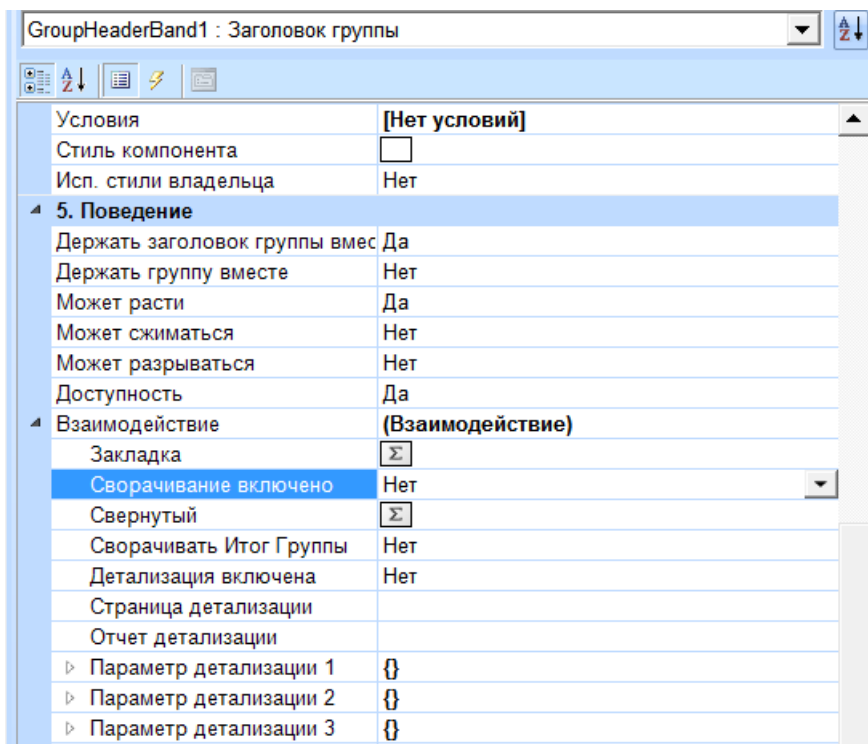 GroupHeaderBand1 : Заголовок группы
Условия [Нет условий]
Стиль компонента
Исп. стили владельца Нет
5. Поведение
Держать заголовок группы вмес Да
Держать группу вместе Нет
Может расти Да
Может сжиматься Нет
Может разрываться Нет
Доступность Да
Взаимодействие (Взаимодействие)
Закладка Σ
Сворачивание включено Нет
Свернутый Σ
Сворачивать Итог Группы Нет
Детализация включена Нет
Страница детализации
Отчет детализации
Параметр детализации 1 {}
Параметр детализации 2 {}
Параметр детализации 3 {}